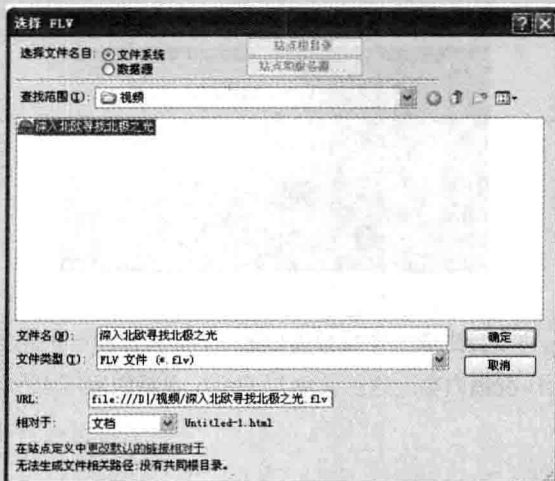 选择 FLV
选择文件名自: 文件系统
数据源
站点根目录
站点和服务器
查找范围(I): 视频
深入北欧寻找北极之光
文件名(N): 深入北欧寻找北极之光 确定
文件类型(T): FLV 文件 (*.flv) 取消
URL: file:///D|/视频/深入北欧寻找北极之光.flv
相对于: 文档 Untitled-1.html
在站点定义中更改默认的链接相对于
无法生成文件相关路径:没有共同根目录。